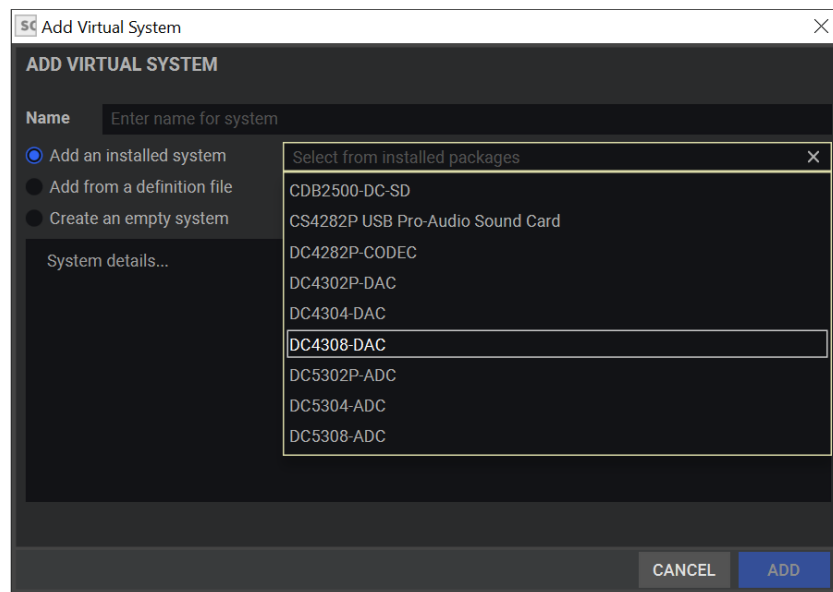 SC Add Virtual System
ADD VIRTUAL SYSTEM
Name Enter name for system
Add an installed system
Select from installed packages
Add from a definition file
Create an empty system
CDB2500-DC-SD
CS4282P USB Pro-Audio Sound Card
DC4282P-CODEC
DC4302P-DAC
DC4304-DAC
DC4308-DAC
DC5302P-ADC
DC5304-ADC
DC5308-ADC
System details...
CANCEL ADD